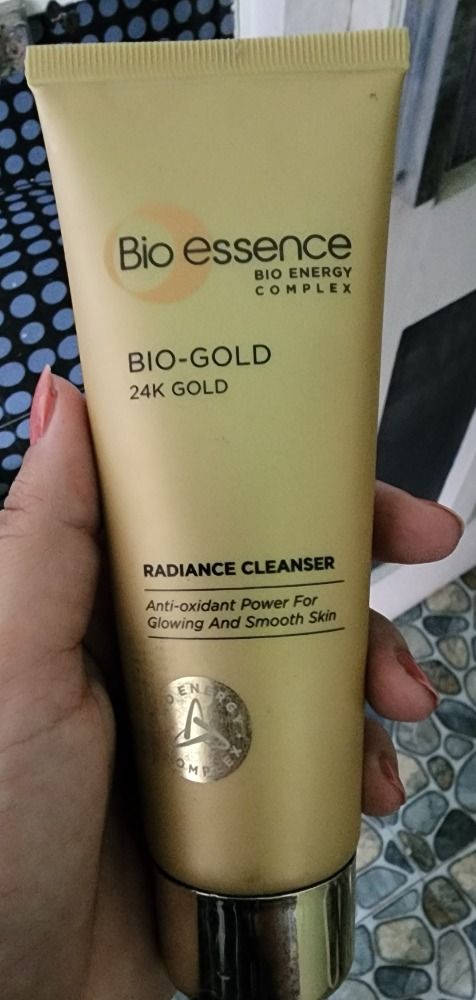 Bio essence
BIO ENERGY
COMPLEX
BIO-GOLD
24K GOLD
RADIANCE CLEANSER
Anti-oxidant Power For
Glowing And Smooth Skin
ENERGY